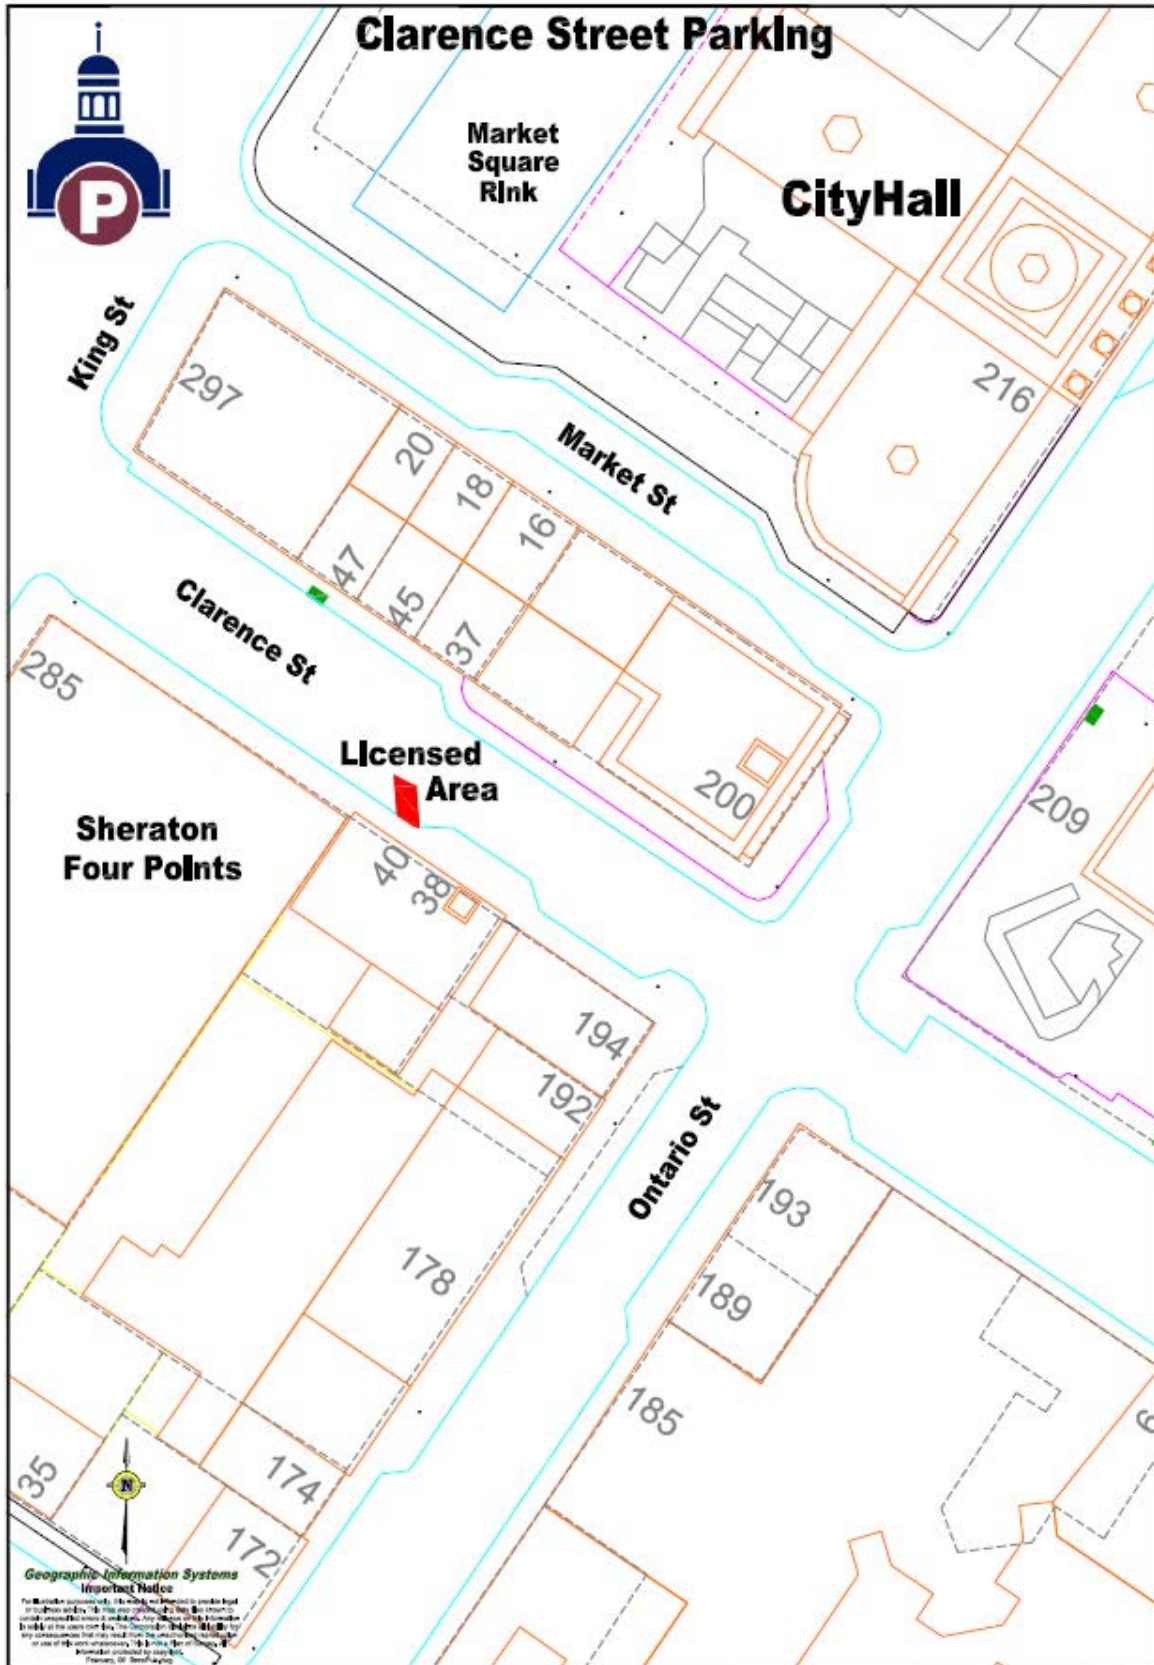 Clarence Street Parking
P
Market
Square
Rink
CityHall
King St
297
216
20
18
16
Market St
47
45
37
Clarence St
285
Licensed
Area
200
209
Sheraton
Four Points
40
38
194
192
Ontario St
193
178
189
185
6
35
174
172
N
Geographic Information Systems
Important Notice